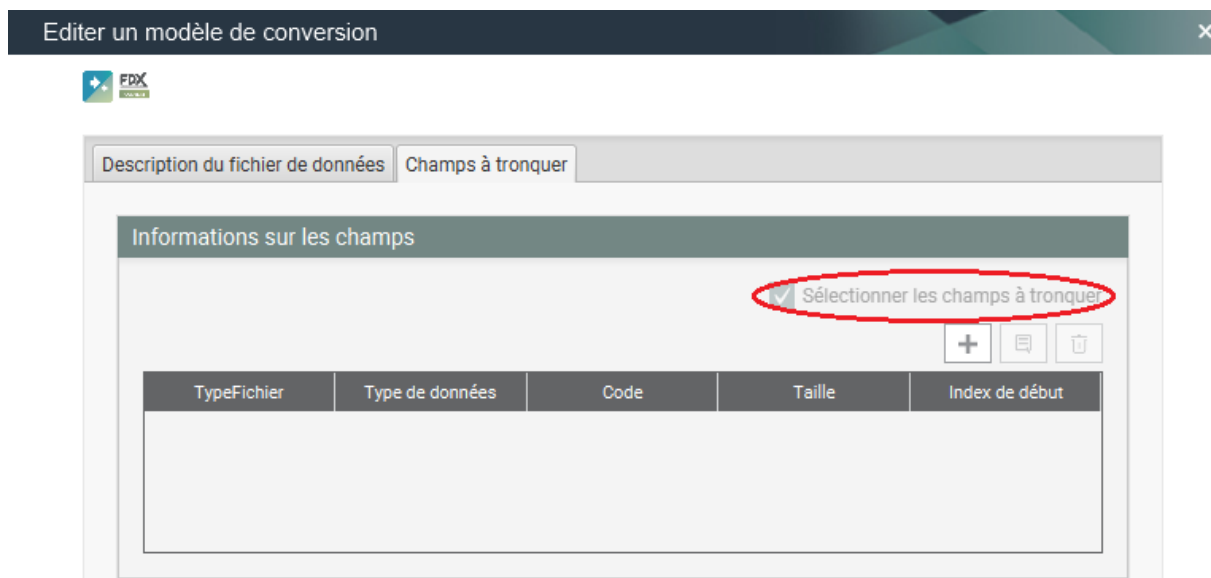 Editer un modèle de conversion
FDX
Description du fichier de données Champs à tronquer
Informations sur les champs
Sélectionner les champs à tronquer
TypeFichier Type de données Code Taille Index de début